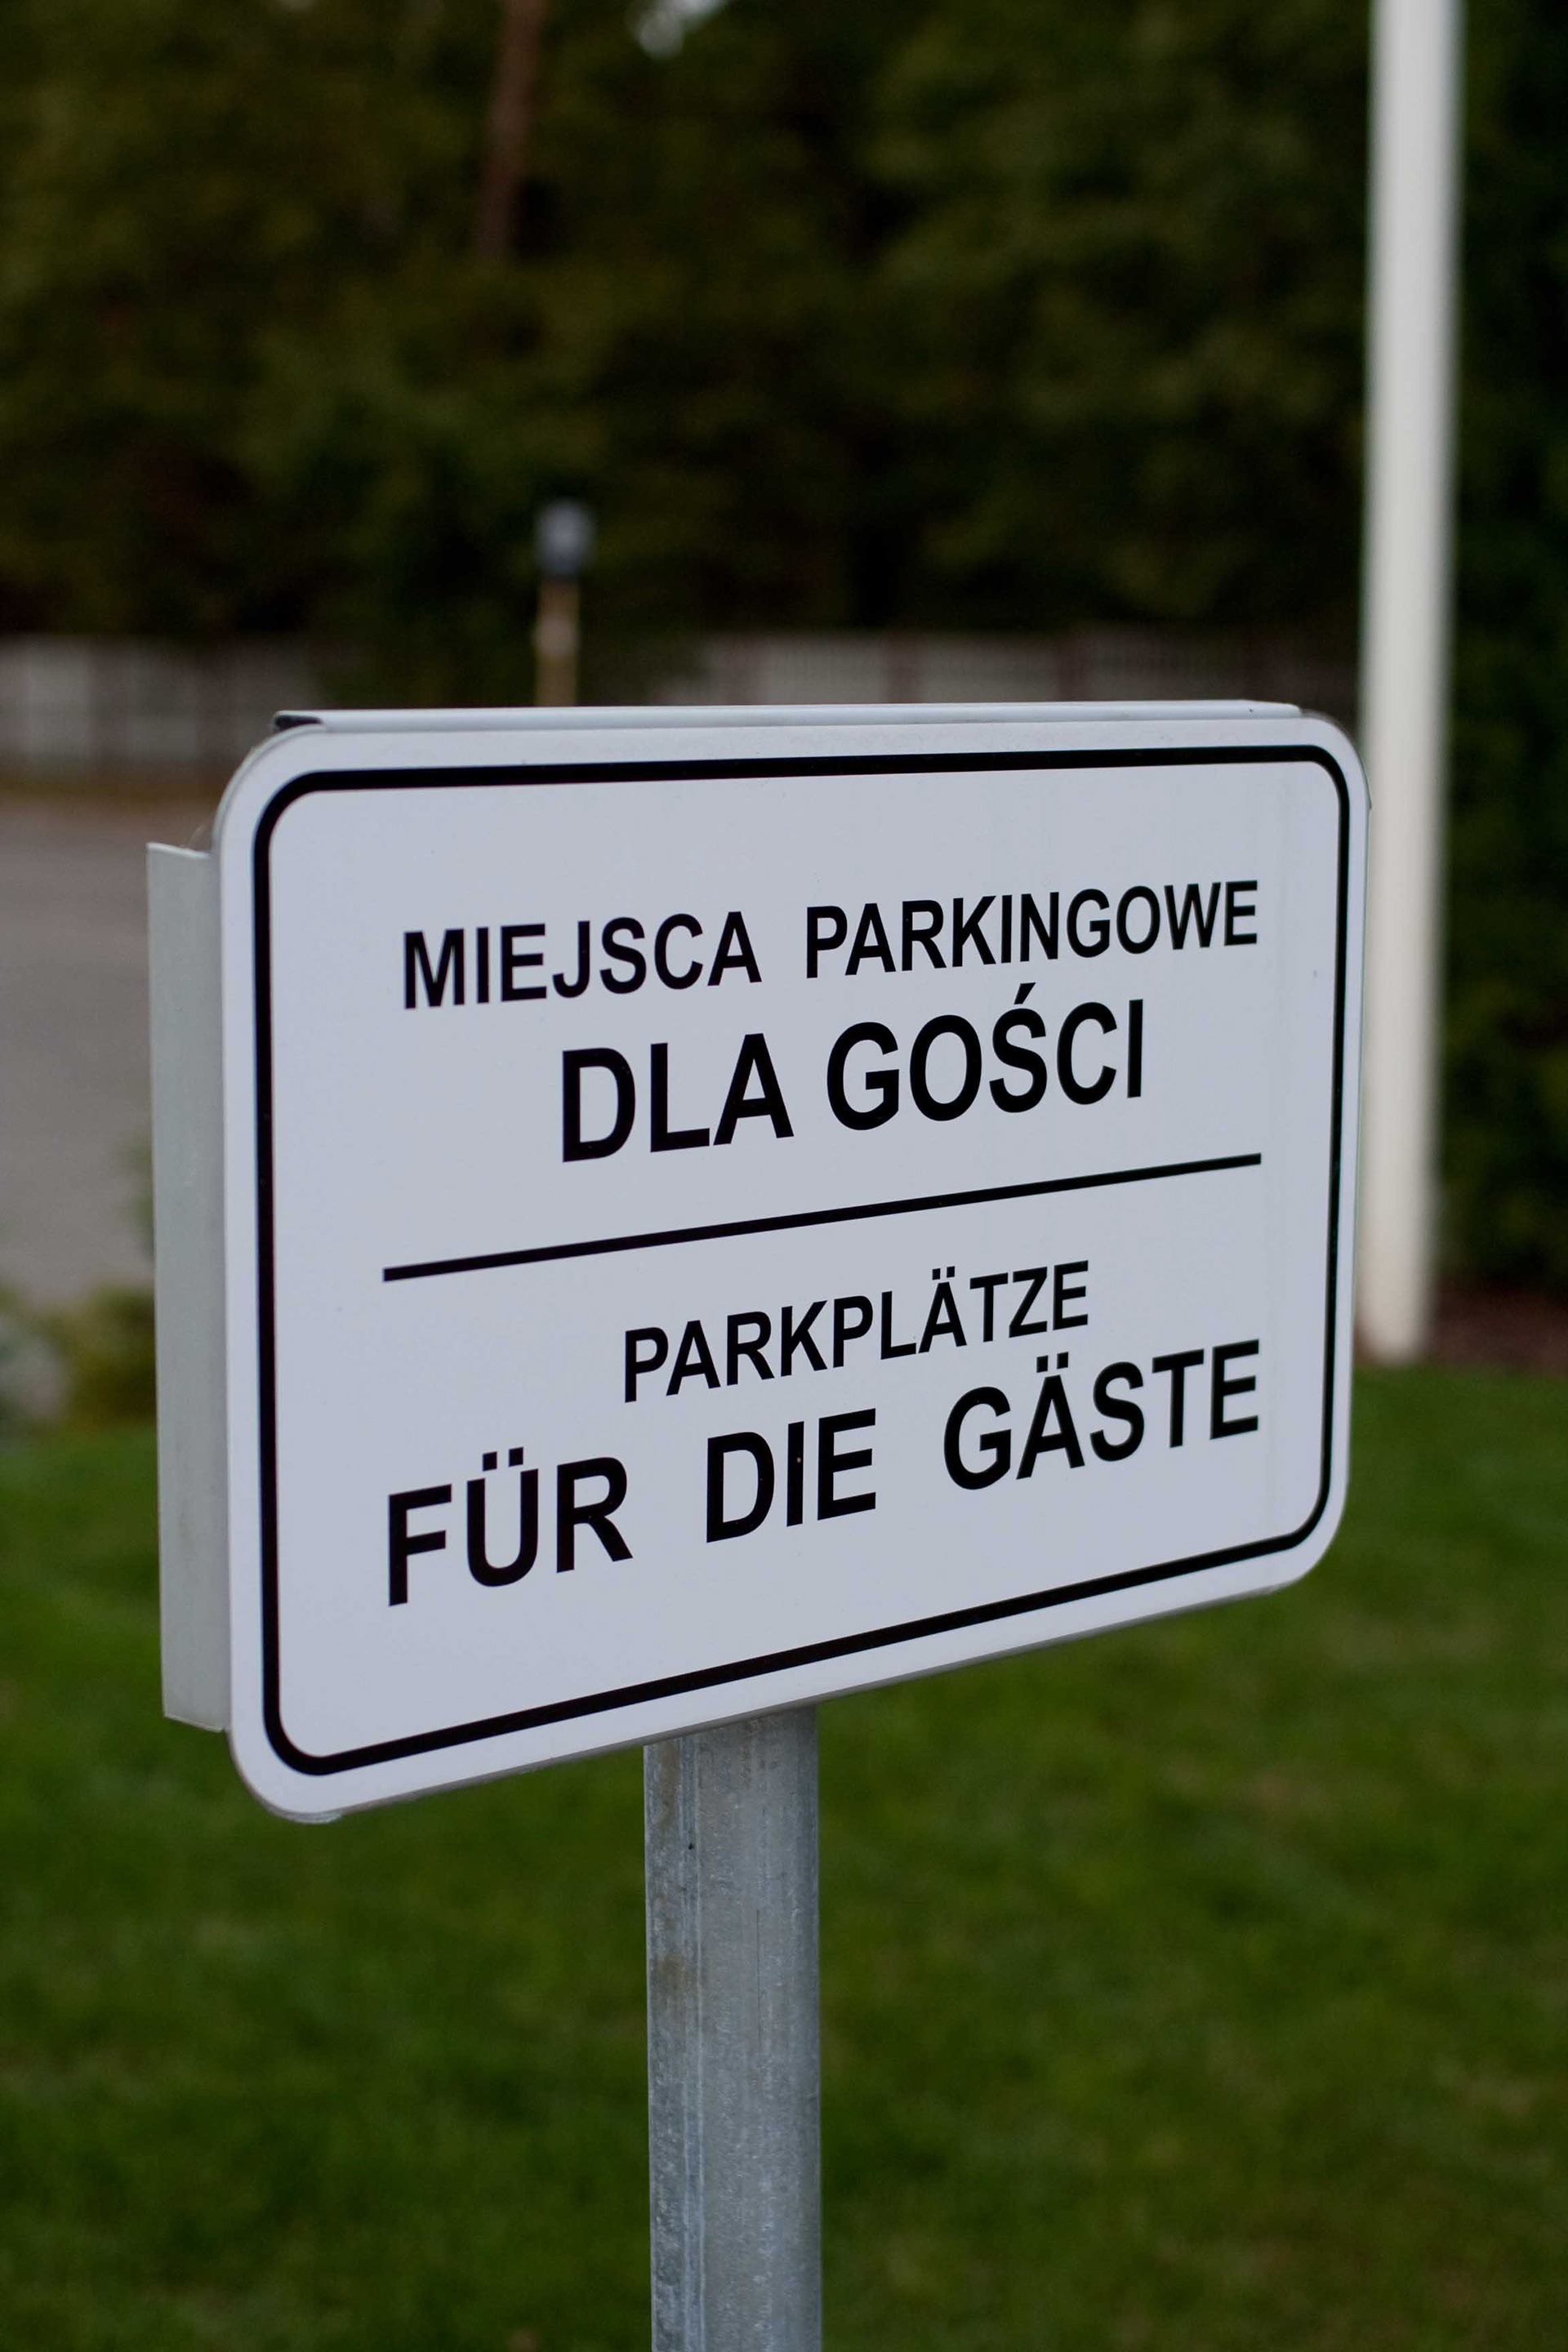 MIEJSCA PARKINGOWE
DLA GOŚCI
PARKPLÄTZE
FÜR DIE GÄSTE